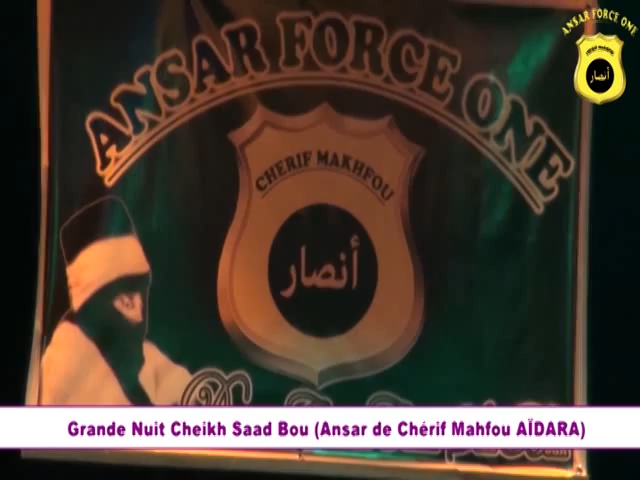 ANSAR FORCE ONE
ANSAR FORCE ONE
CHERIF MAKHFOU
أنصار
CHERIF MAKHFOU
أنصار
Grande Nuit Cheikh Saad Bou (Ansar de Chérif Mahfou AÏDARA)